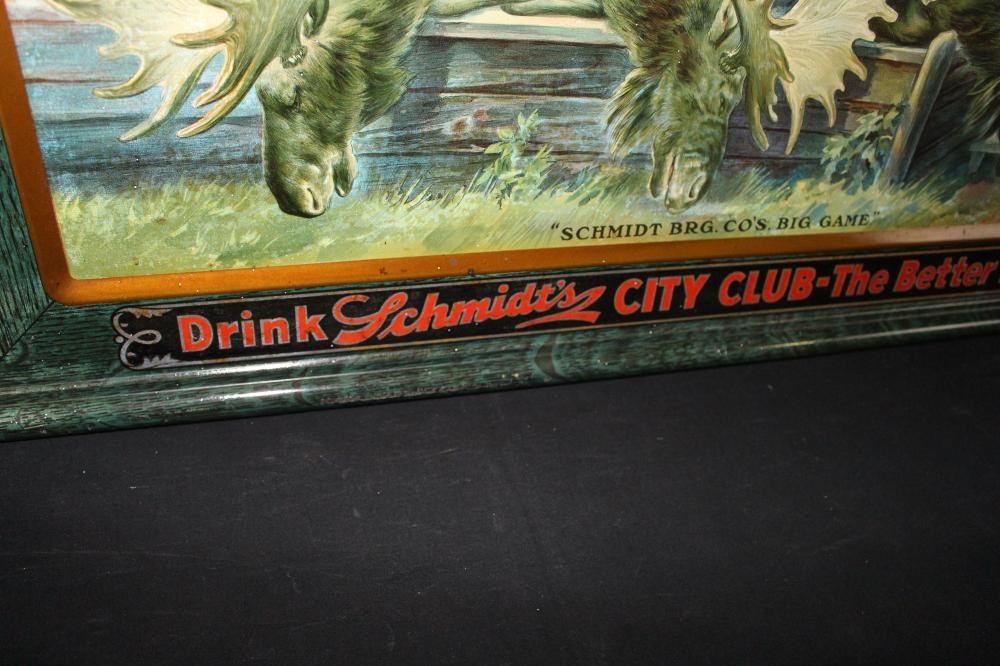 "SCHMIDT BRG. CO'S. BIG GAME"
Drink Schmidt's CITY CLUB-The Better